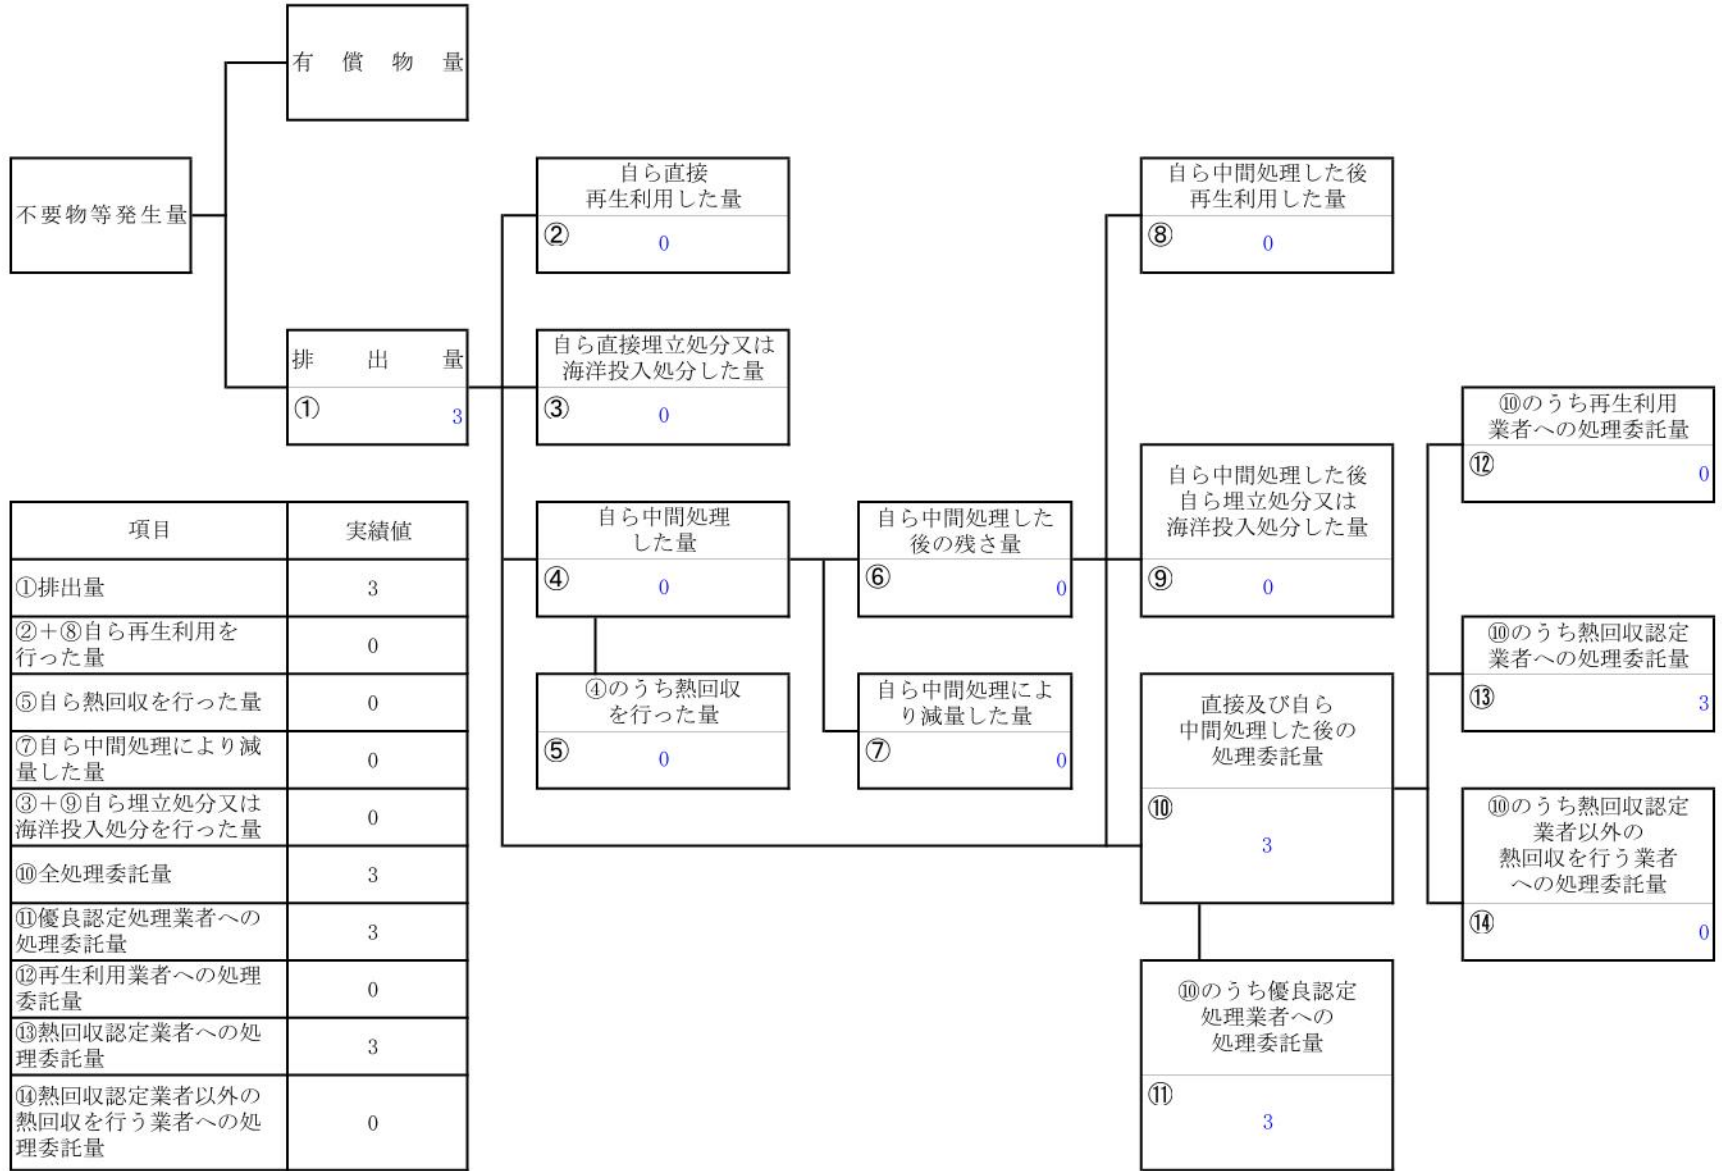 有償物量
不要物等発生量
自ら直接
再生利用した量
②
0
自ら中間処理した後
再生利用した量
⑧
0
排出量
①
3
自ら直接埋立処分又は
海洋投入処分した量
③
0
⑩のうち再生利用
業者への処理委託量
⑫
0
自ら中間処理
した量
④
0
自ら中間処理した
後の残さ量
⑥
0
自ら中間処理した後
自ら埋立処分又は
海洋投入処分した量
⑨
0
⑩のうち熱回収認定
業者への処理委託量
⑬
3
④のうち熱回収
を行った量
⑤
0
自ら中間処理によ
り減量した量
⑦
0
直接及び自ら
中間処理した後の
処理委託量
⑩
3
⑩のうち熱回収認定
業者以外の
熱回収を行う業者
への処理委託量
⑭
0
⑩のうち優良認定
処理業者への
処理委託量
⑪
3
項目 実績値
①排出量 3
②＋⑧自ら再生利用を
行った量 0
⑤自ら熱回収を行った量 0
⑦自ら中間処理により減
量した量 0
③＋⑨自ら埋立処分又は
海洋投入処分を行った量 0
⑩全処理委託量 3
⑪優良認定処理業者への
処理委託量 3
⑫再生利用業者への処理
委託量 0
⑬熱回収認定業者への処
理委託量 3
⑭熱回収認定業者以外の
熱回収を行う業者への処
理委託量 0